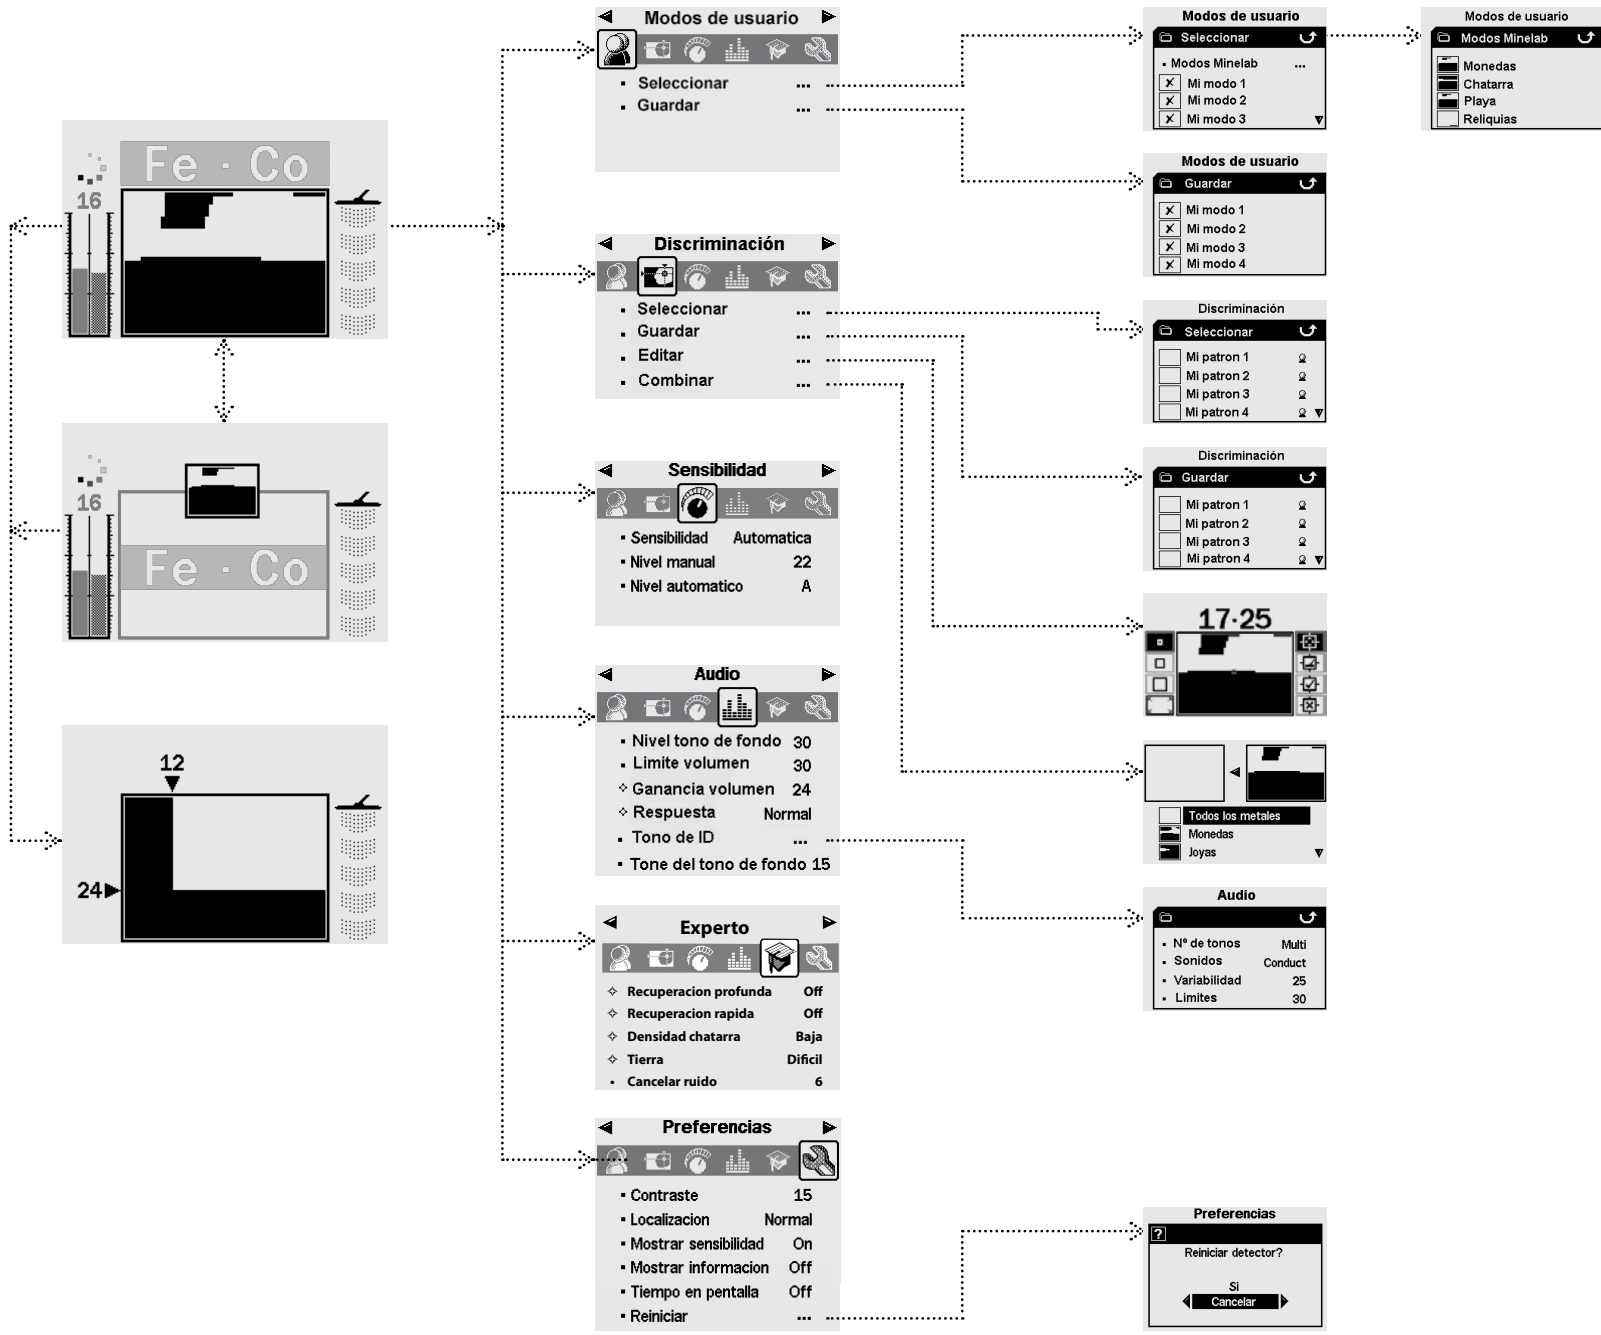 Fe · Co
16
16
Fe · Co
12
24
Modos de usuario
Seleccionar ...
Guardar ...
Discriminación
Seleccionar ...
Guardar ...
Editar ...
Combinar ...
Sensibilidad
Sensibilidad Automatica
Nivel manual 22
Nivel automatico A
Audio
Nivel tono de fondo 30
Limite volumen 30
Ganancia volumen 24
Respuesta Normal
Tono de ID ...
Tone del tono de fondo 15
Experto
Recuperacion profunda Off
Recuperacion rapida Off
Densidad chatarra Baja
Tierra Dificil
Cancelar ruido 6
Preferencias
Contraste 15
Localizacion Normal
Mostrar sensibilidad On
Mostrar informacion Off
Tiempo en pentalla Off
Reiniciar ...
Modos de usuario
Seleccionar
Modos Minelab ...
Mi modo 1
Mi modo 2
Mi modo 3
Modos de usuario
Guardar
Mi modo 1
Mi modo 2
Mi modo 3
Mi modo 4
Discriminación
Seleccionar
Mi patron 1
Mi patron 2
Mi patron 3
Mi patron 4
Discriminación
Guardar
Mi patron 1
Mi patron 2
Mi patron 3
Mi patron 4
17·25
Todos los metales
Monedas
Joyas
Audio
Nº de tonos Multi
Sonidos Conduct
Variabilidad 25
Limites 30
Preferencias
?
Reiniciar detector?
Si
Cancelar
Modos de usuario
Modos Minelab
Monedas
Chatarra
Playa
Reliquias